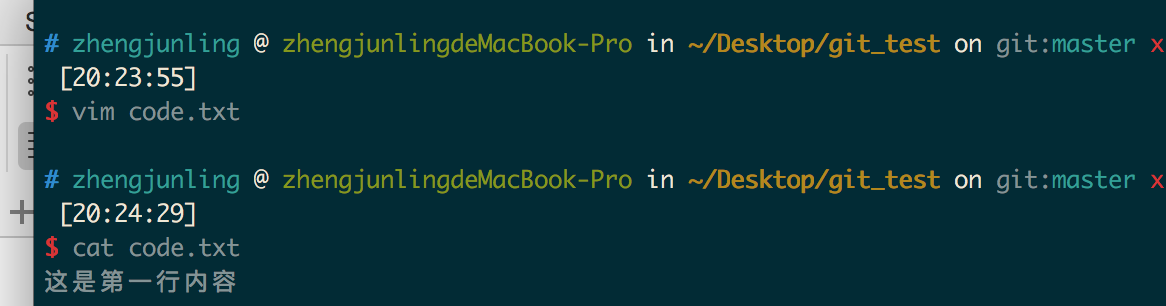 # zhengjunling @ zhengjunlingdeMacBook-Pro in ~/Desktop/git_test on git:master x
[20:23:55]
$ vim code.txt
# zhengjunling @ zhengjunlingdeMacBook-Pro in ~/Desktop/git_test on git:master x
[20:24:29]
$ cat code.txt
这是第一行内容